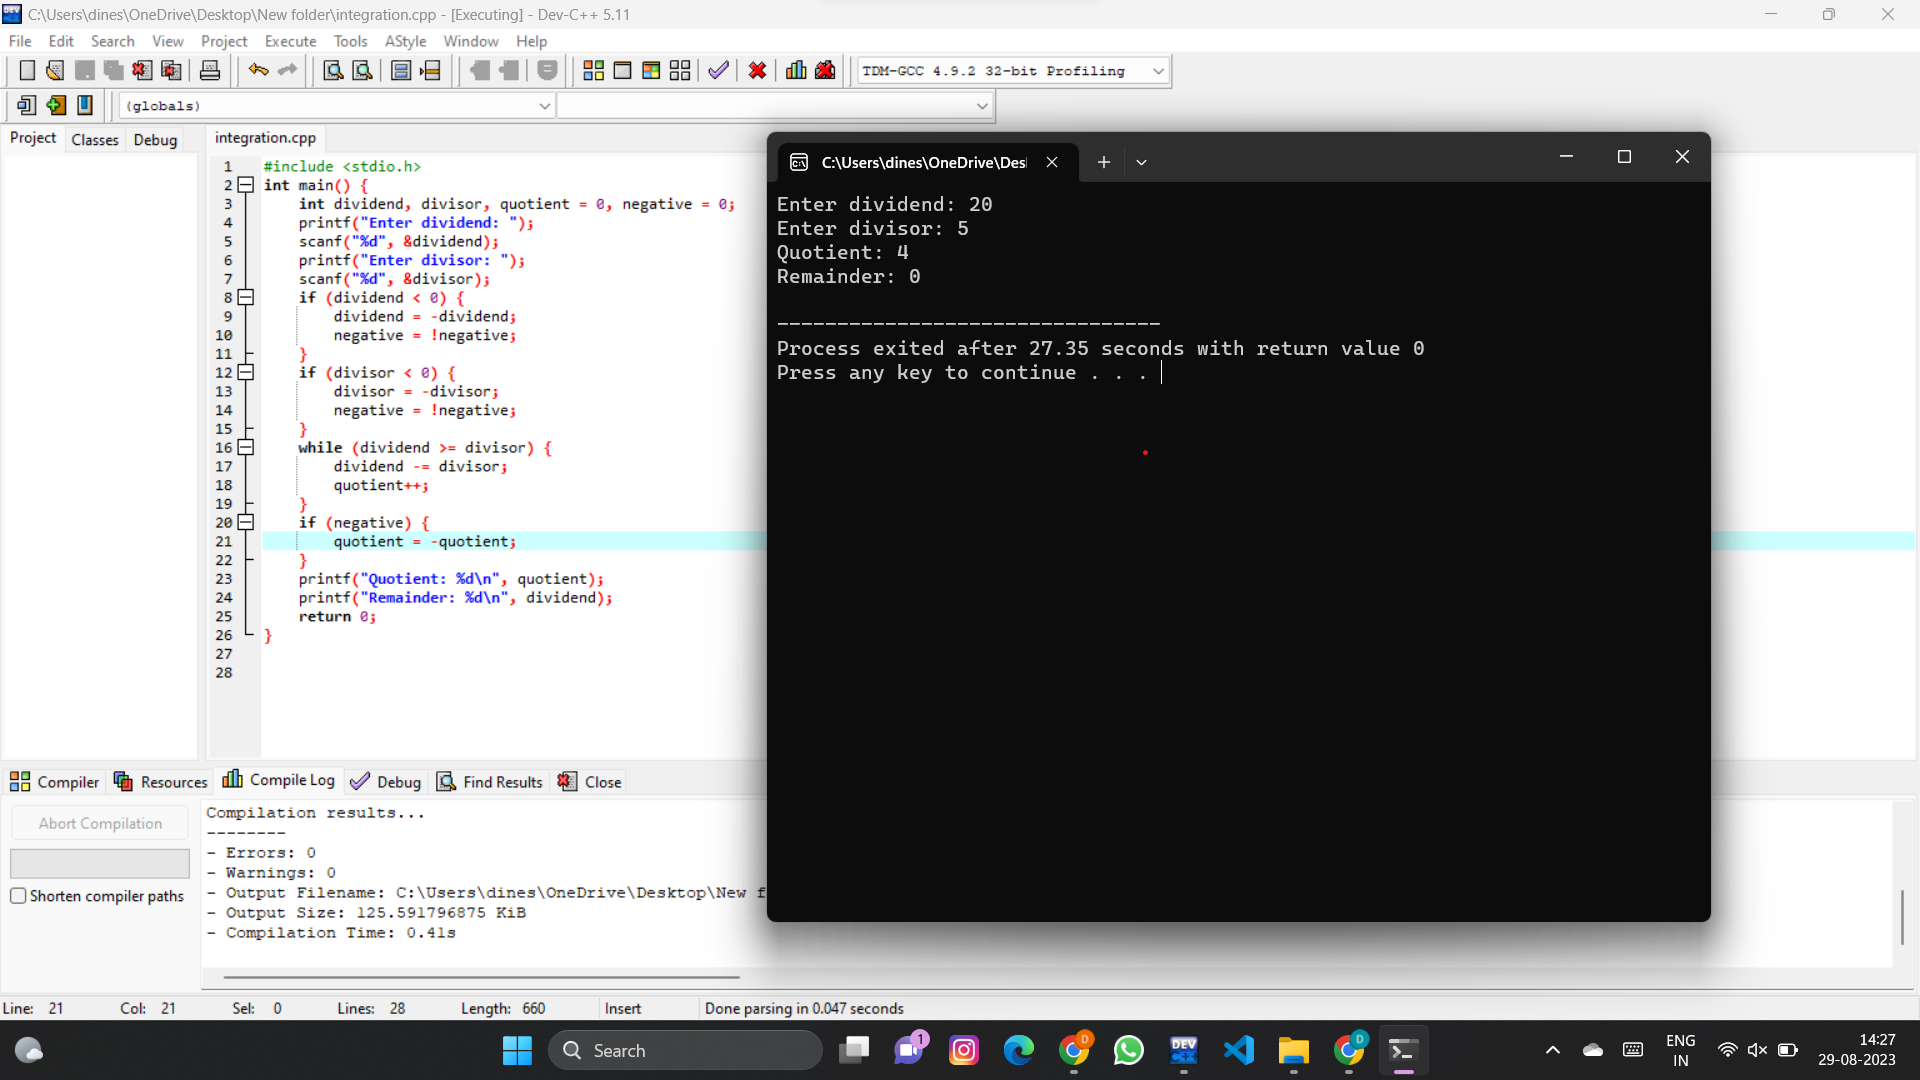 C:\Users\dines\OneDrive\Desktop\New folder\integration.cpp - [Executing] - Dev-C++ 5.11
File Edit Search View Project Execute Tools AStyle Window Help
TDM-GCC 4.9.2 32-bit Profiling
(globals)
Project Classes Debug
integration.cpp
1 #include <stdio.h>
2 int main() {
3 int dividend, divisor, quotient = 0, negative = 0;
4 printf("Enter dividend: ");
5 scanf("%d", &dividend);
6 printf("Enter divisor: ");
7 scanf("%d", &divisor);
8 if (dividend < 0) {
9 dividend = -dividend;
10 negative = !negative;
11 }
12 if (divisor < 0) {
13 divisor = -divisor;
14 negative = !negative;
15 }
16 while (dividend >= divisor) {
17 dividend -= divisor;
18 quotient++;
19 }
20 if (negative) {
21 quotient = -quotient;
22 }
23 printf("Quotient: %d\n", quotient);
24 printf("Remainder: %d\n", dividend);
25 return 0;
26 }
27
28
C:\Users\dines\OneDrive\Des
Enter dividend: 20
Enter divisor: 5
Quotient: 4
Remainder: 0
--------------------------------
Process exited after 27.35 seconds with return value 0
Press any key to continue . . .
Compiler Resources Compile Log Debug Find Results Close
Abort Compilation
Shorten compiler paths
Compilation results...
--------
- Errors: 0
- Warnings: 0
- Output Filename: C:\Users\dines\OneDrive\Desktop\New f
- Output Size: 125.591796875 KiB
- Compilation Time: 0.41s
Line: 21 Col: 21 Sel: 0 Lines: 28 Length: 660 Insert Done parsing in 0.047 seconds
Search
1
D
DEV
C++
D
ENG
IN
14:27
29-08-2023